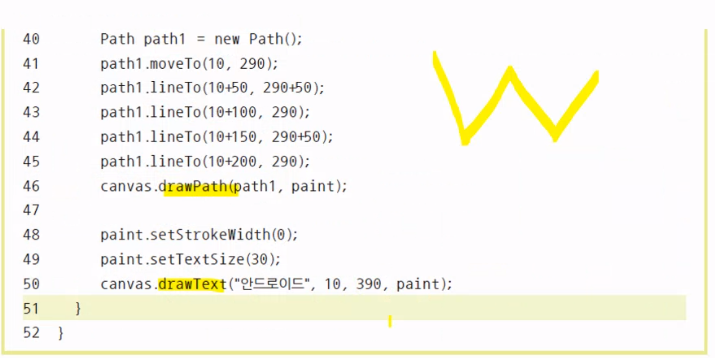 40 Path path1 = new Path();
41 path1.moveTo(10, 290);
42 path1.lineTo(10+50, 290+50);
43 path1.lineTo(10+100, 290);
44 path1.lineTo(10+150, 290+50);
45 path1.lineTo(10+200, 290);
46 canvas.drawPath(path1, paint);
47
48 paint.setStrokeWidth(0);
49 paint.setTextSize(30);
50 canvas.drawText("안드로이드", 10, 390, paint);
51 }
52 }